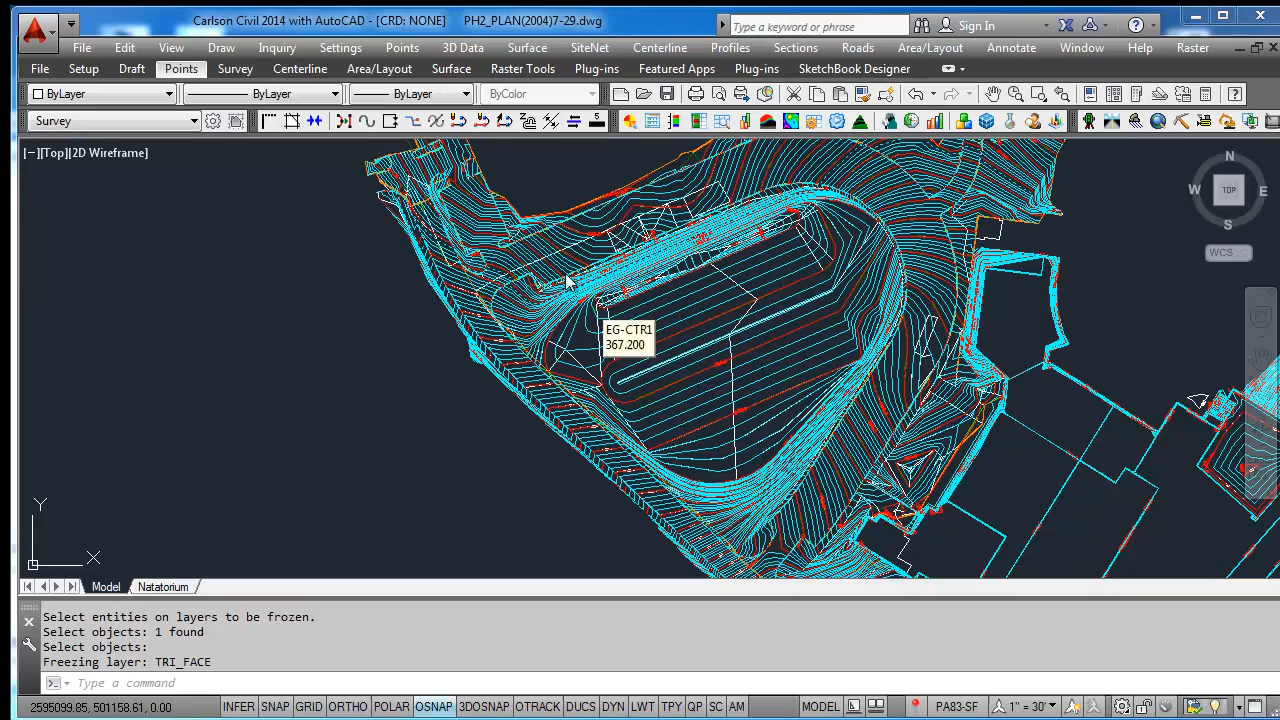 Carlson Civil 2014 with AutoCAD - [CRD: NONE] PH2_PLAN(2004)7-29.dwg Type a keyword or phrase Sign In
File Edit View Draw Inquiry Settings Points 3D Data Surface SiteNet Centerline Profiles Sections Roads Area/Layout Annotate Window Help Raster
File Setup Draft Points Survey Centerline Area/Layout Surface Raster Tools Plug-ins Featured Apps Plug-ins SketchBook Designer
ByLayer ByLayer ByLayer ByColor
Survey
[−][Top][2D Wireframe]
N
W TOP E
S
WCS
EG-CTR1
367.200
Y
X
Model Natatorium
Select entities on layers to be frozen.
Select objects: 1 found
Select objects:
Freezing layer: TRI_FACE
Type a command
2595099.85, 501158.61, 0.00 INFER SNAP GRID ORTHO POLAR OSNAP 3DOSNAP OTRACK DUCS DYN LWT TPY QP SC AM MODEL PA83-SF 1" = 30'